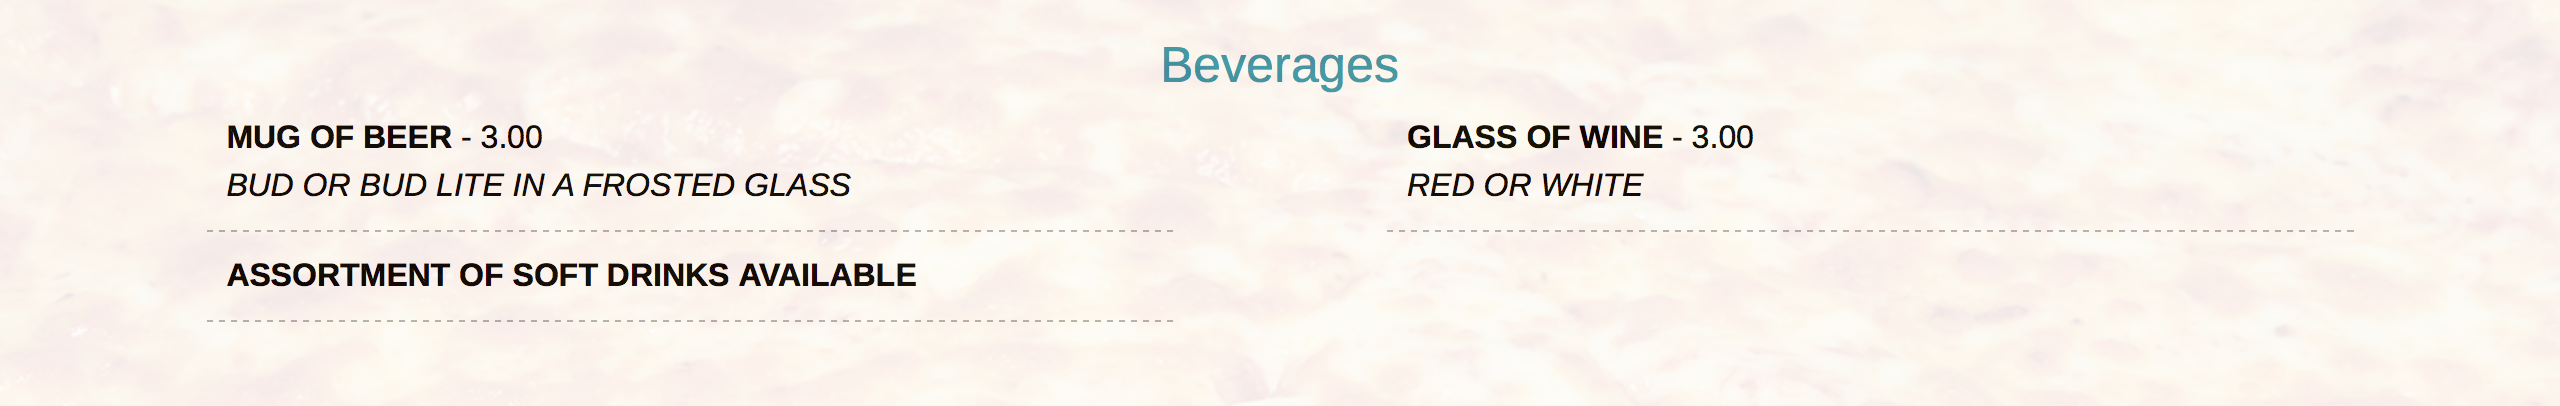 Beverages
MUG OF BEER - 3.00
BUD OR BUD LITE IN A FROSTED GLASS
GLASS OF WINE - 3.00
RED OR WHITE
ASSORTMENT OF SOFT DRINKS AVAILABLE